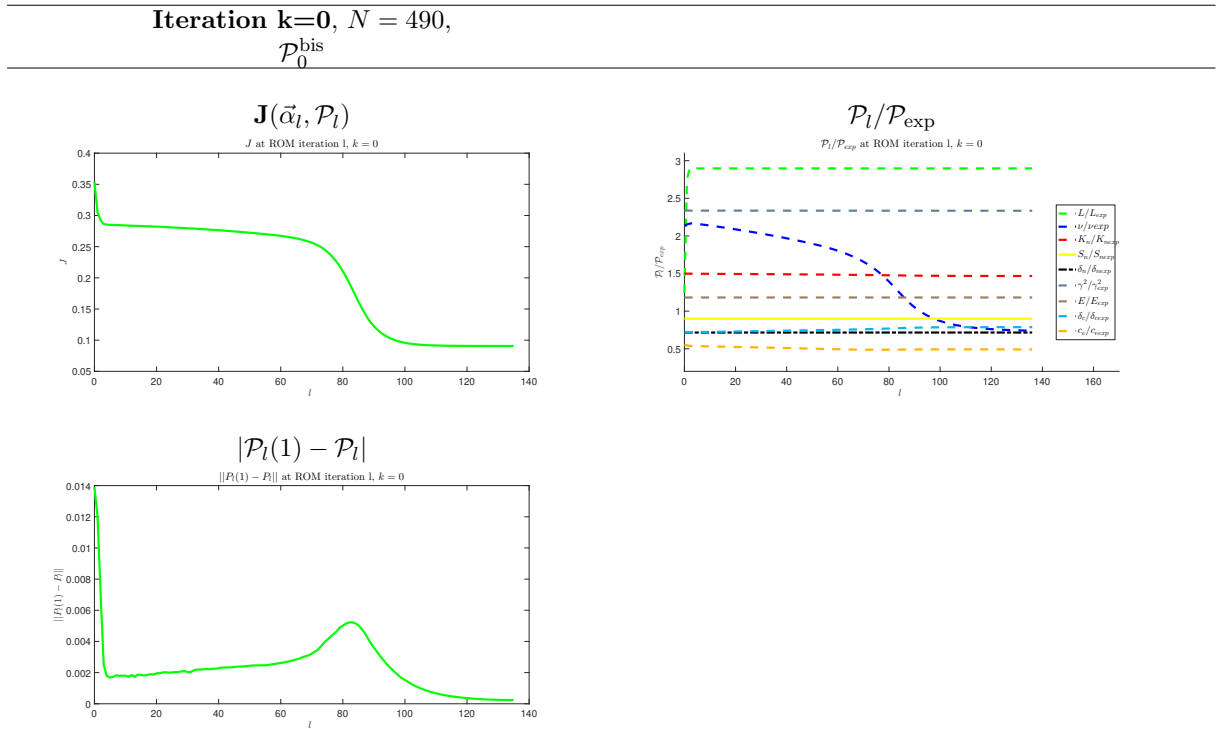 Iteration k=0, N = 490,
𝒫₀^bis
J(α⃗_l, 𝒫_l)
J at ROM iteration l, k = 0
0.4
0.35
0.3
0.25
0.2
0.15
0.1
0.05
J
0 20 40 60 80 100 120 140
l
𝒫_l/𝒫_exp
𝒫_l/𝒫_exp at ROM iteration l, k = 0
3
2.5
2
1.5
1
0.5
𝒫_l/𝒫_exp
0 20 40 60 80 100 120 140 160
l
L/L_exp
ν/νexp
K_n/K_nexp
S_n/S_nexp
δ_n/δ_nexp
γ²/γ²_exp
E/E_exp
δ_c/δ_cexp
c_e/c_eexp
|𝒫_l(1) − 𝒫_l|
||P_l(1) − P_l|| at ROM iteration l, k = 0
0.014
0.012
0.01
0.008
0.006
0.004
0.002
0
||P_l(1) − P_l||
0 20 40 60 80 100 120 140
l